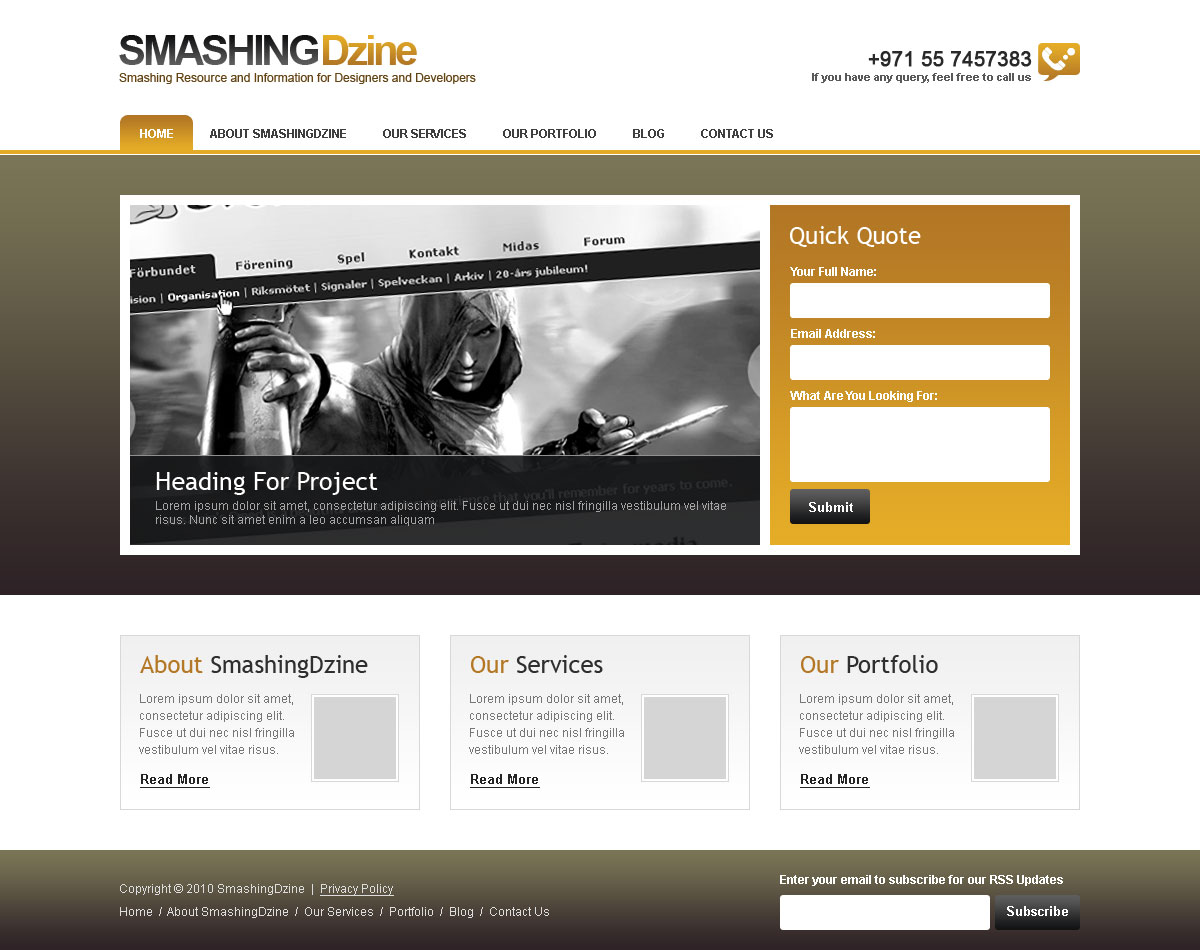 SMASHINGDzine
Smashing Resource and Information for Designers and Developers
+971 55 7457383
If you have any query, feel free to call us
HOME ABOUT SMASHINGDZINE OUR SERVICES OUR PORTFOLIO BLOG CONTACT US
Förbundet Förening Spel Kontakt Midas Forum
ision | Organisation | Riksmötet | Signaler | Spelveckan | Arkiv | 20-års jubileum!
Heading For Project
that you'll remember for years to come.
Lorem ipsum dolor sit amet, consectetur adipiscing elit. Fusce ut dui nec nisl fringilla vestibulum vel vitae
risus. Nunc sit amet enim a leo accumsan aliquam
Quick Quote
Your Full Name:
Email Address:
What Are You Looking For:
Submit
About SmashingDzine
Lorem ipsum dolor sit amet,
consectetur adipiscing elit.
Fusce ut dui nec nisl fringilla
vestibulum vel vitae risus.
Read More
Our Services
Lorem ipsum dolor sit amet,
consectetur adipiscing elit.
Fusce ut dui nec nisl fringilla
vestibulum vel vitae risus.
Read More
Our Portfolio
Lorem ipsum dolor sit amet,
consectetur adipiscing elit.
Fusce ut dui nec nisl fringilla
vestibulum vel vitae risus.
Read More
Copyright © 2010 SmashingDzine | Privacy Policy
Home / About SmashingDzine / Our Services / Portfolio / Blog / Contact Us
Enter your email to subscribe for our RSS Updates
Subscribe